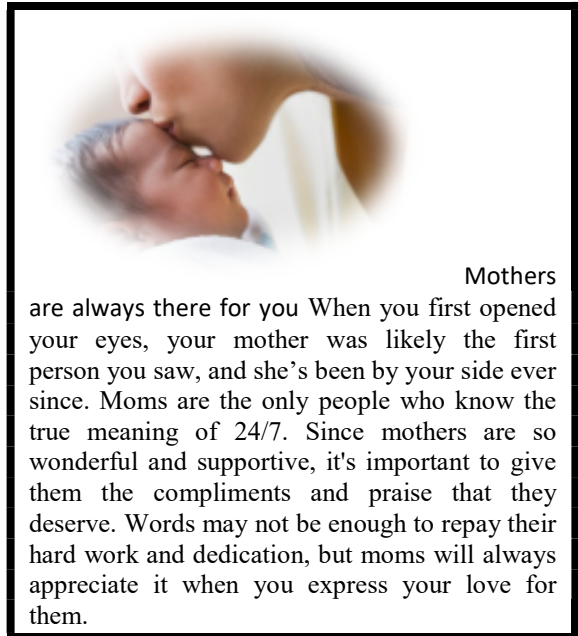 Mothers
are always there for you When you first opened
your eyes, your mother was likely the first
person you saw, and she’s been by your side ever
since. Moms are the only people who know the
true meaning of 24/7. Since mothers are so
wonderful and supportive, it's important to give
them the compliments and praise that they
deserve. Words may not be enough to repay their
hard work and dedication, but moms will always
appreciate it when you express your love for
them.